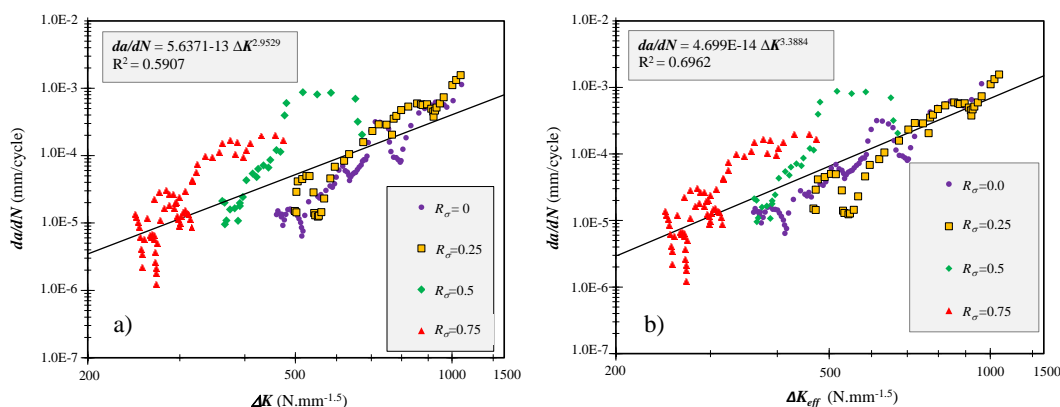 1.0E-2
1.0E-3
1.0E-4
1.0E-5
1.0E-6
1.0E-7
da/dN (mm/cycle)
da/dN = 5.6371-13 ΔK^2.9529
R² = 0.5907
Rσ= 0
Rσ=0.25
Rσ=0.5
Rσ=0.75
a)
200
500
1000
1500
ΔK (N.mm^-1.5)
1.0E-2
1.0E-3
1.0E-4
1.0E-5
1.0E-6
1.0E-7
da/dN (mm/cycle)
da/dN = 4.699E-14 ΔK^3.3884
R² = 0.6962
Rσ=0.0
Rσ=0.25
Rσ=0.5
Rσ=0.75
b)
200
500
1000
1500
ΔKeff (N.mm^-1.5)